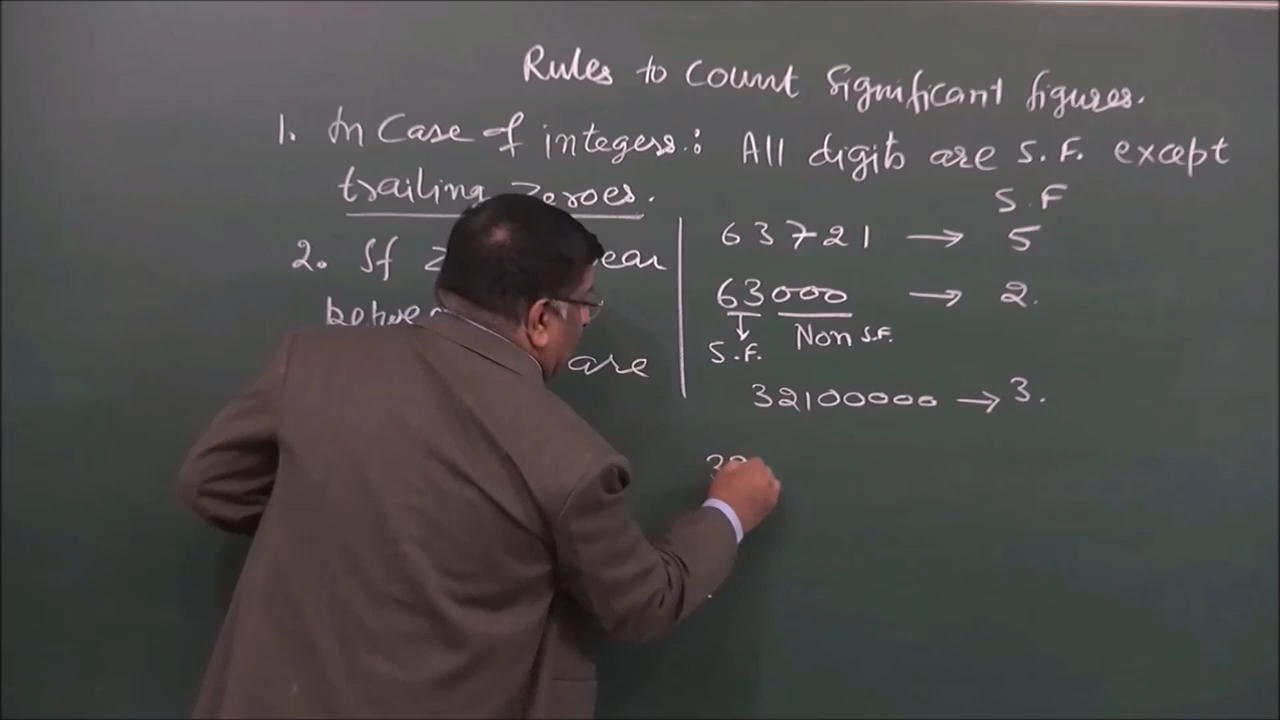 Rules to Count Significant figures.
1. In Case of integers: All digits are S.F. except
trailing zeroes.
S.F
2. If
63721 → 5
63000 → 2.
S.F. Non S.F.
are
32100000 → 3.